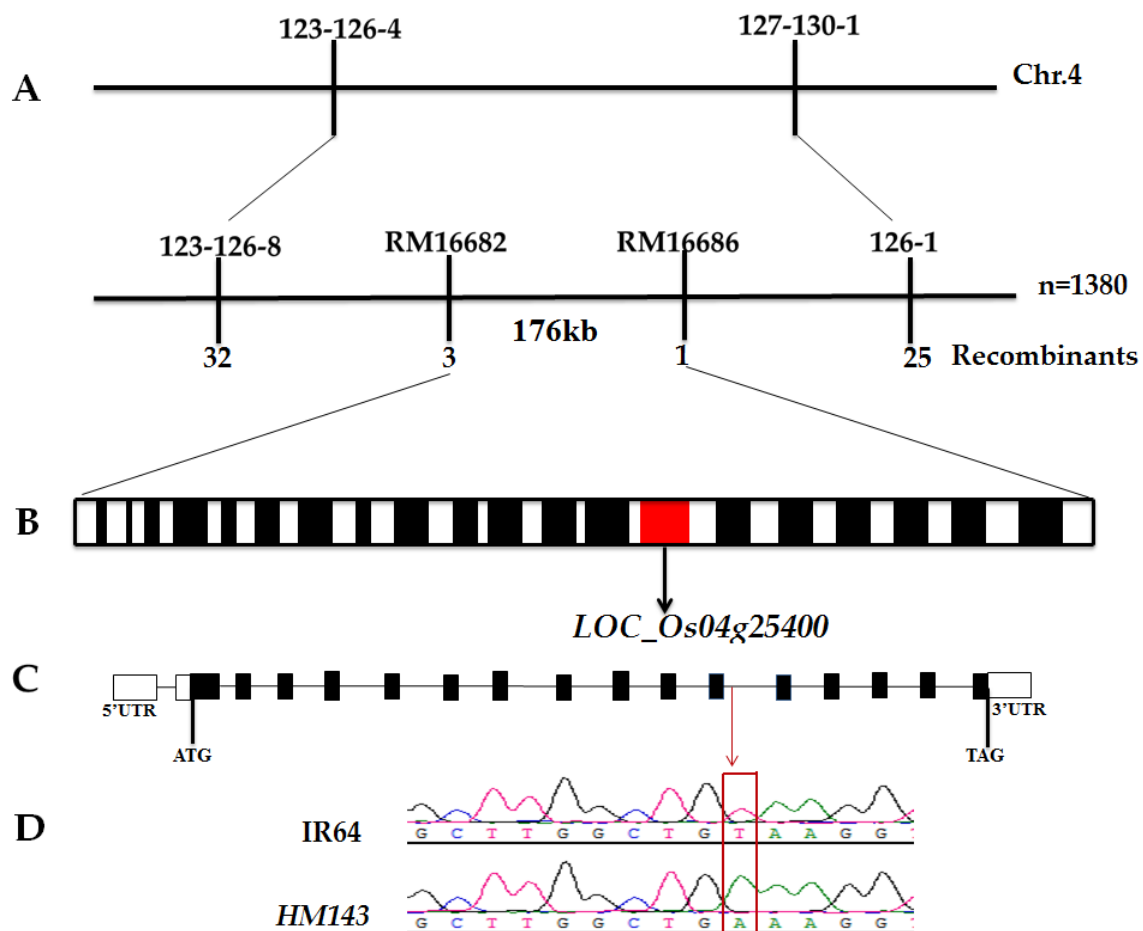 123-126-4 127-130-1
A Chr.4
123-126-8 RM16682 RM16686 126-1
n=1380
176kb
32 3 1 25 Recombinants
B
LOC_Os04g25400
C
5'UTR 3'UTR
ATG TAG
D
IR64
G C T T G G C T G T A A G G
HM143
G C T T G G C T G A A A G G